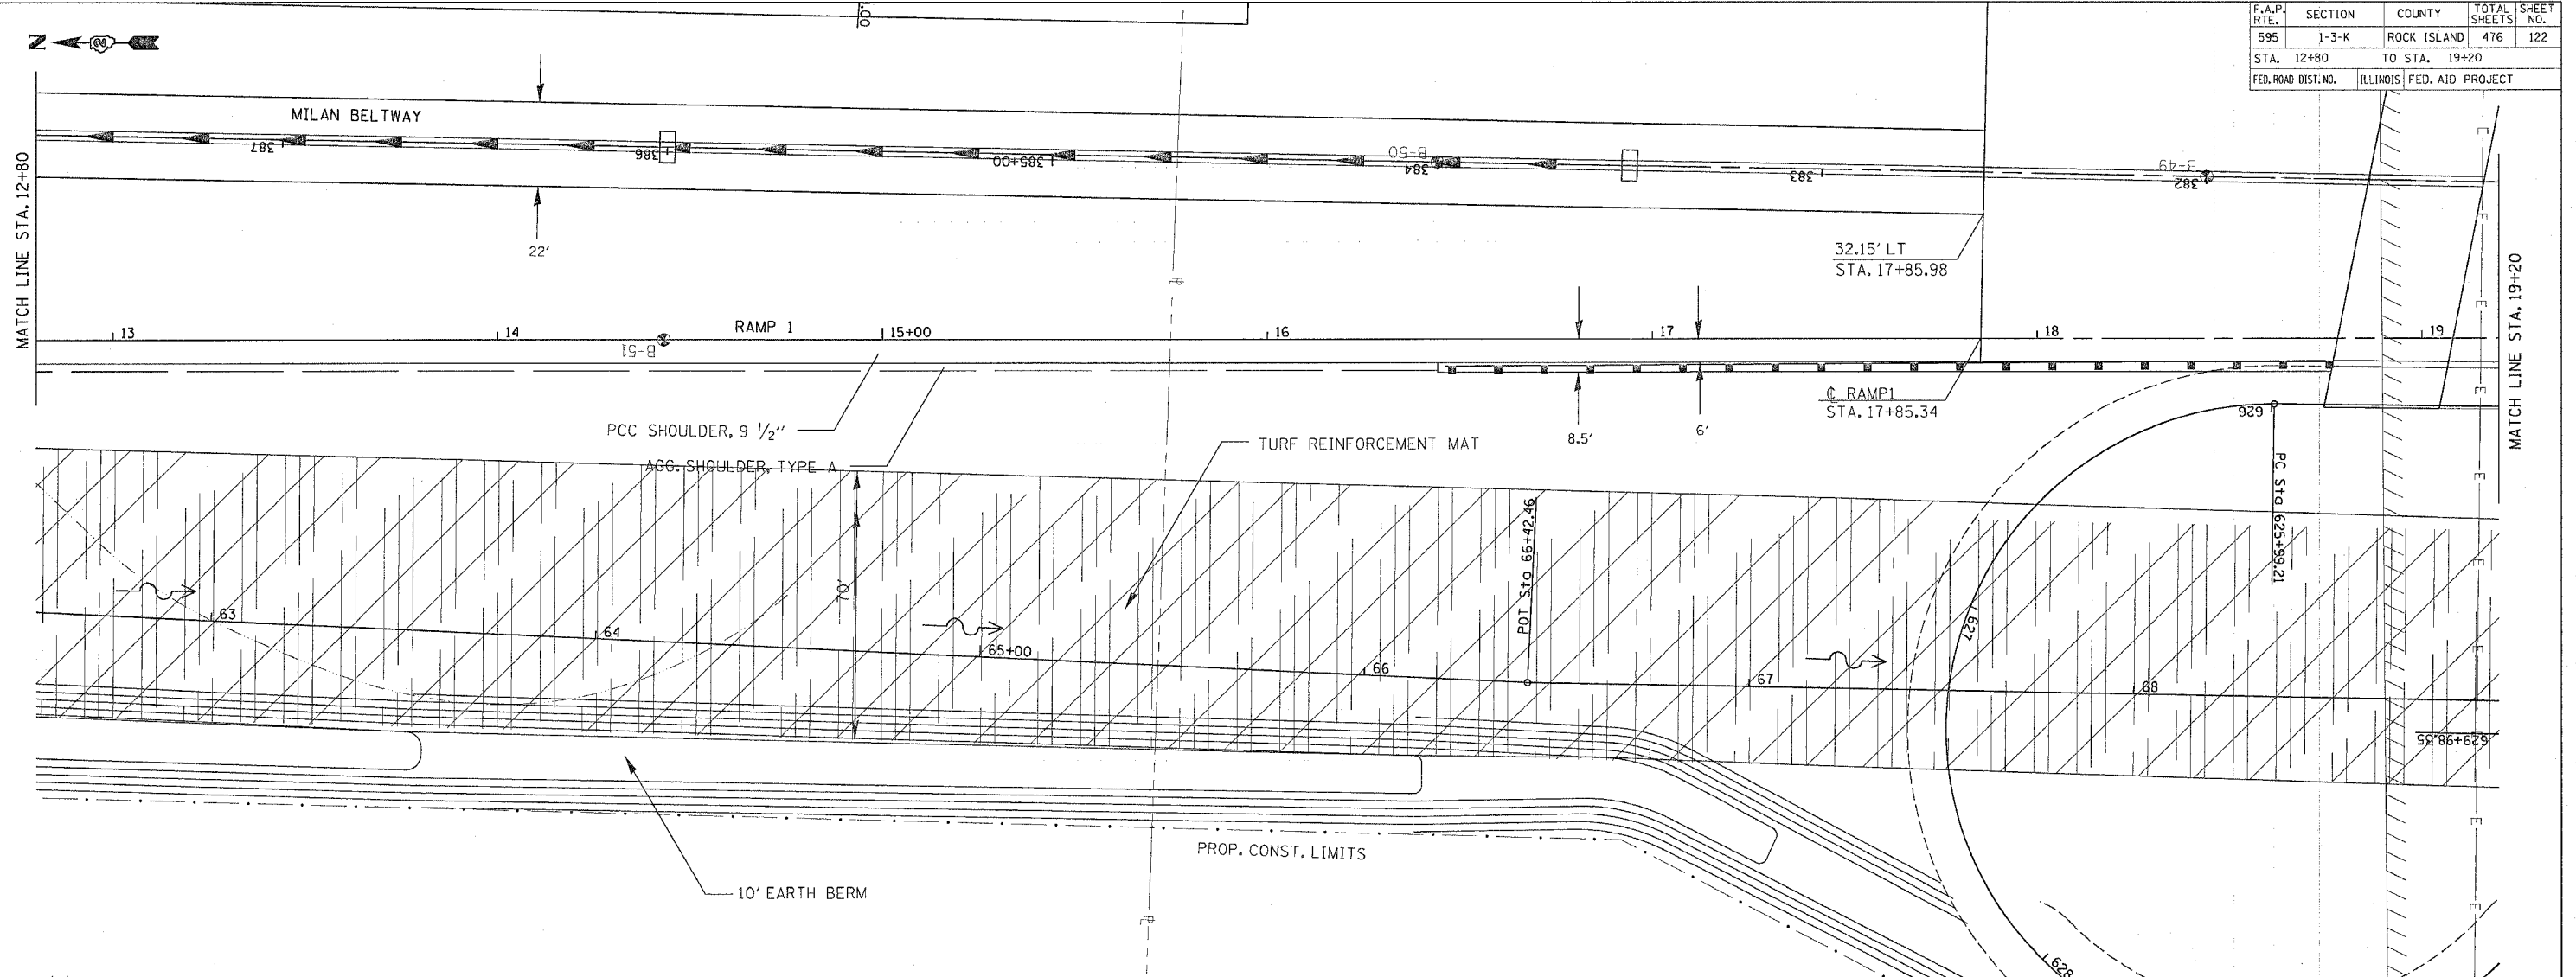 .00
F.A.P. RTE. SECTION COUNTY TOTAL SHEETS SHEET NO.
595 1-3-K ROCK ISLAND 476 122
STA. 12+80 TO STA. 19+20
FED. ROAD DIST. NO. ILLINOIS FED. AID PROJECT
N
MATCH LINE STA. 12+80
MILAN BELTWAY
387
386
385+00
B-50
384
383
B-49
382
22'
32.15' LT
STA. 17+85.98
MATCH LINE STA. 19+20
13
14
RAMP 1
15+00
16
17
18
19
B-51
℄ RAMP1
STA. 17+85.34
8.5'
6'
626
PCC SHOULDER, 9 1/2"
AGG. SHOULDER, TYPE A
TURF REINFORCEMENT MAT
PC Sta 625+99.21
POT Sta 66+42.46
70'
63
64
65+00
66
67
68
627
629+98.35
PROP. CONST. LIMITS
10' EARTH BERM
628
PL
PL
E
E
E
E
E
E
E
E
E